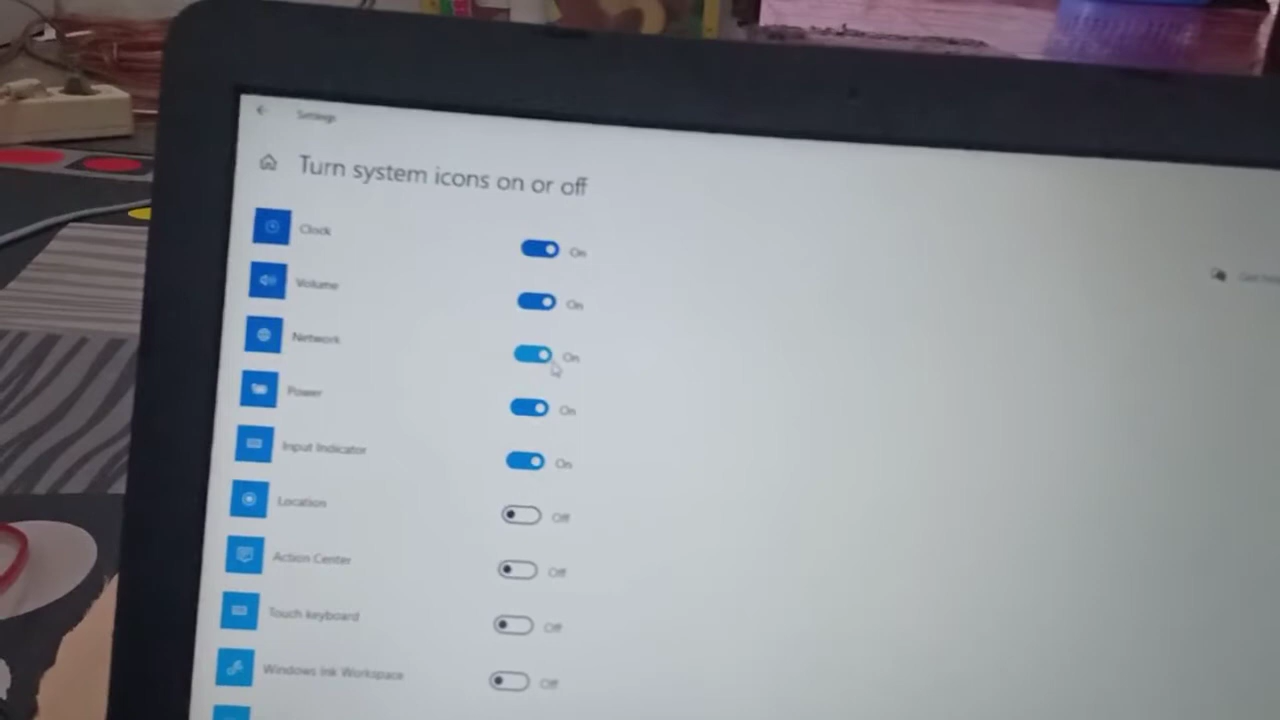 Settings
Turn system icons on or off
Clock On
Volume On
Network On
Power On
Input Indicator On
Location Off
Action Center Off
Touch keyboard Off
Windows Ink Workspace Off